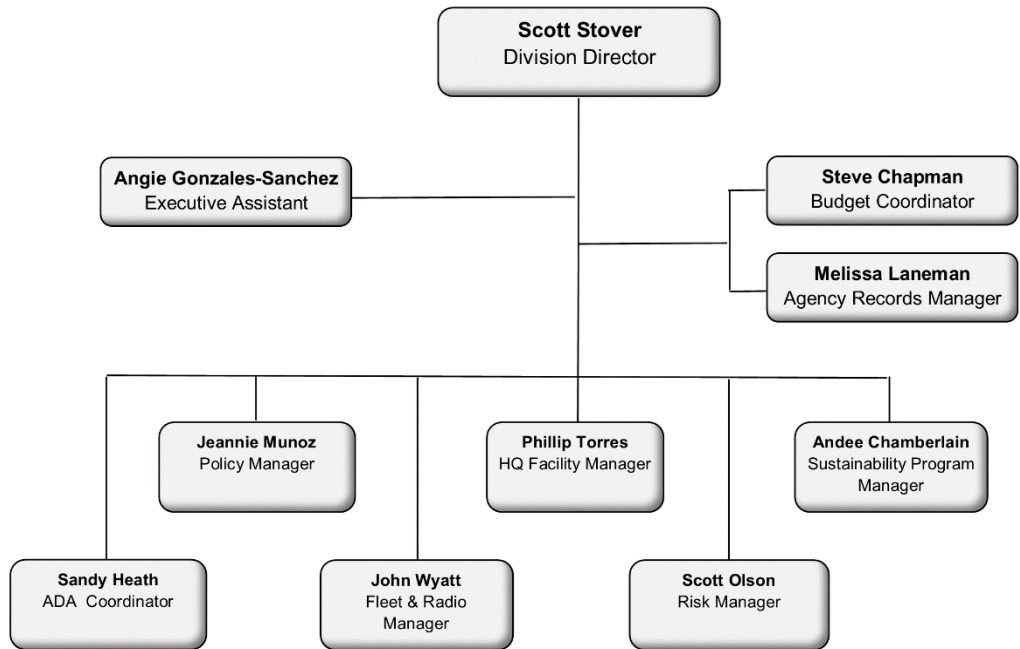 Scott Stover
Division Director
Angie Gonzales-Sanchez
Executive Assistant
Steve Chapman
Budget Coordinator
Melissa Laneman
Agency Records Manager
Jeannie Munoz
Policy Manager
Phillip Torres
HQ Facility Manager
Andee Chamberlain
Sustainability Program
Manager
Sandy Heath
ADA  Coordinator
John Wyatt
Fleet & Radio
Manager
Scott Olson
Risk Manager